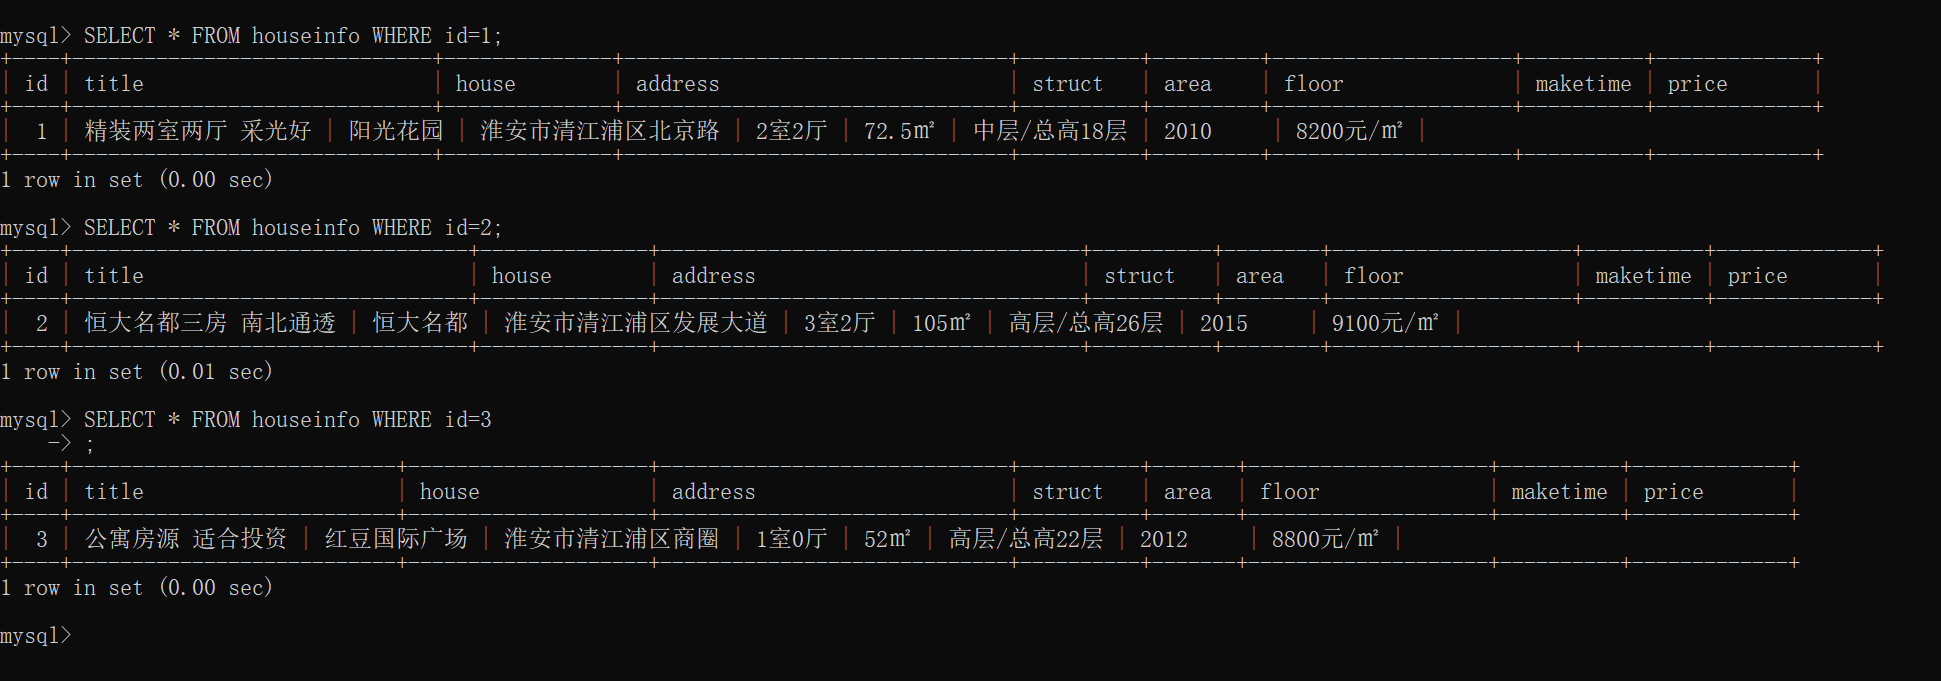 mysql> SELECT * FROM houseinfo WHERE id=1;
+----+------------------------------+--------------+--------------------------------+----------+---------+--------------------+----------+-------------+
| id | title                        | house        | address                        | struct   | area    | floor              | maketime | price       |
+----+------------------------------+--------------+--------------------------------+----------+---------+--------------------+----------+-------------+
|  1 | 精装两室两厅 采光好 | 阳光花园 | 淮安市清江浦区北京路 | 2室2厅 | 72.5㎡ | 中层/总高18层 | 2010     | 8200元/㎡ |
+----+------------------------------+--------------+--------------------------------+----------+---------+--------------------+----------+-------------+
1 row in set (0.00 sec)
mysql> SELECT * FROM houseinfo WHERE id=2;
+----+---------------------------------+--------------+-----------------------------------+----------+--------+--------------------+----------+-------------+
| id | title                           | house        | address                           | struct   | area   | floor              | maketime | price       |
+----+---------------------------------+--------------+-----------------------------------+----------+--------+--------------------+----------+-------------+
|  2 | 恒大名都三房 南北通透 | 恒大名都 | 淮安市清江浦区发展大道 | 3室2厅 | 105㎡ | 高层/总高26层 | 2015     | 9100元/㎡ |
+----+---------------------------------+--------------+-----------------------------------+----------+--------+--------------------+----------+-------------+
1 row in set (0.01 sec)
mysql> SELECT * FROM houseinfo WHERE id=3
    -> ;
+----+---------------------------+--------------------+-----------------------------+----------+-------+--------------------+----------+-------------+
| id | title                     | house              | address                     | struct   | area  | floor              | maketime | price       |
+----+---------------------------+--------------------+-----------------------------+----------+-------+--------------------+----------+-------------+
|  3 | 公寓房源 适合投资 | 红豆国际广场 | 淮安市清江浦区商圈 | 1室0厅 | 52㎡ | 高层/总高22层 | 2012     | 8800元/㎡ |
+----+---------------------------+--------------------+-----------------------------+----------+-------+--------------------+----------+-------------+
1 row in set (0.00 sec)
mysql>